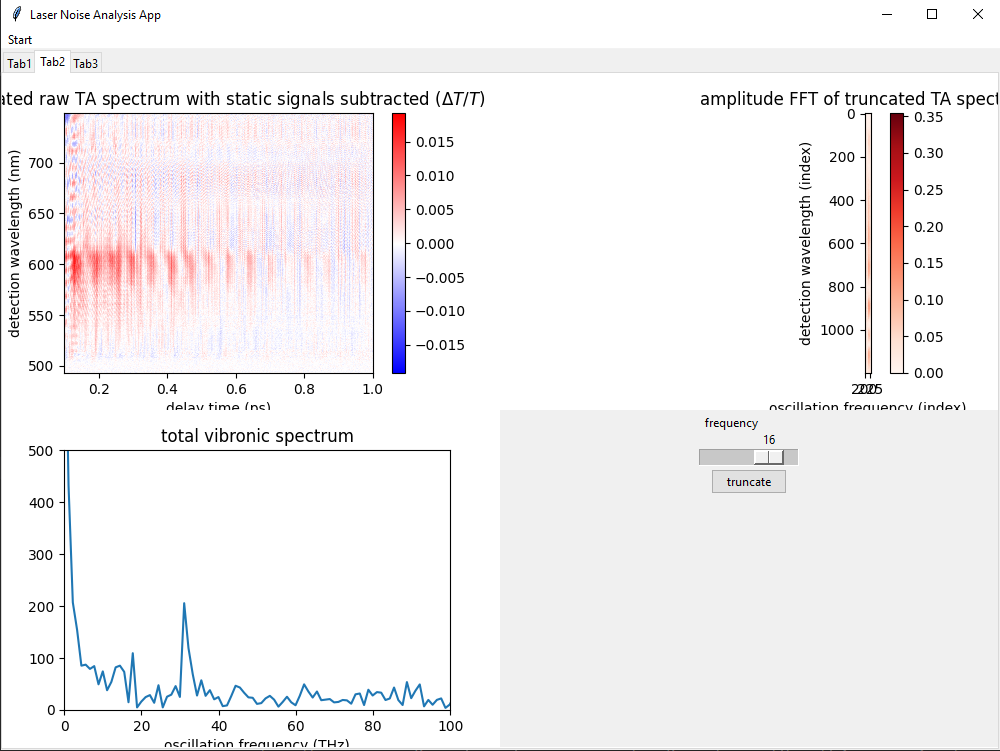 Laser Noise Analysis App
Start
Tab1 Tab2 Tab3
ated raw TA spectrum with static signals subtracted (ΔT/T)
detection wavelength (nm)
700
650
600
550
500
0.2 0.4 0.6 0.8 1.0
delay time (ps)
0.015
0.010
0.005
0.000
−0.005
−0.010
−0.015
amplitude FFT of truncated TA spect
detection wavelength (index)
0
200
400
600
800
1000
oscillation frequency (index)
0.35
0.30
0.25
0.20
0.15
0.10
0.05
0.00
total vibronic spectrum
500
400
300
200
100
0
0 20 40 60 80 100
oscillation frequency (THz)
frequency
16
truncate